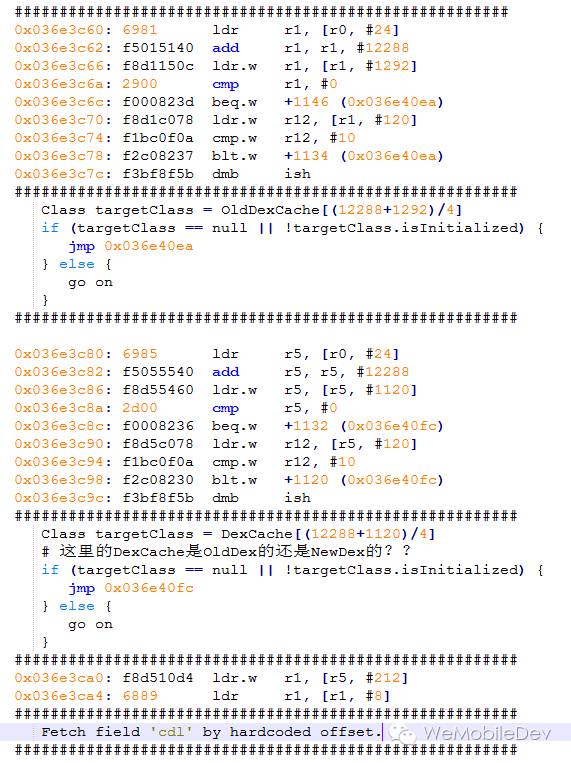 #######################################################
0x036e3c60: 6981 ldr r1, [r0, #24]
0x036e3c62: f5015140 add r1, r1, #12288
0x036e3c66: f8d1150c ldr.w r1, [r1, #1292]
0x036e3c6a: 2900 cmp r1, #0
0x036e3c6c: f000823d beq.w +1146 (0x036e40ea)
0x036e3c70: f8d1c078 ldr.w r12, [r1, #120]
0x036e3c74: f1bc0f0a cmp.w r12, #10
0x036e3c78: f2c08237 blt.w +1134 (0x036e40ea)
0x036e3c7c: f3bf8f5b dmb ish
########################################################
Class targetClass = OldDexCache[(12288+1292)/4]
if (targetClass == null || !targetClass.isInitialized) {
jmp 0x036e40ea
} else {
go on
}
########################################################
0x036e3c80: 6985 ldr r5, [r0, #24]
0x036e3c82: f5055540 add r5, r5, #12288
0x036e3c86: f8d55460 ldr.w r5, [r5, #1120]
0x036e3c8a: 2d00 cmp r5, #0
0x036e3c8c: f0008236 beq.w +1132 (0x036e40fc)
0x036e3c90: f8d5c078 ldr.w r12, [r5, #120]
0x036e3c94: f1bc0f0a cmp.w r12, #10
0x036e3c98: f2c08230 blt.w +1120 (0x036e40fc)
0x036e3c9c: f3bf8f5b dmb ish
########################################################
Class targetClass = DexCache[(12288+1120)/4]
# 这里的DexCache是OldDex的还是NewDex的？？
if (targetClass == null || !targetClass.isInitialized) {
jmp 0x036e40fc
} else {
go on
}
########################################################
0x036e3ca0: f8d510d4 ldr.w r1, [r5, #212]
0x036e3ca4: 6889 ldr r1, [r1, #8]
########################################################
Fetch field 'cdl' by hardcoded offset.
WeMobileDev
########################################################